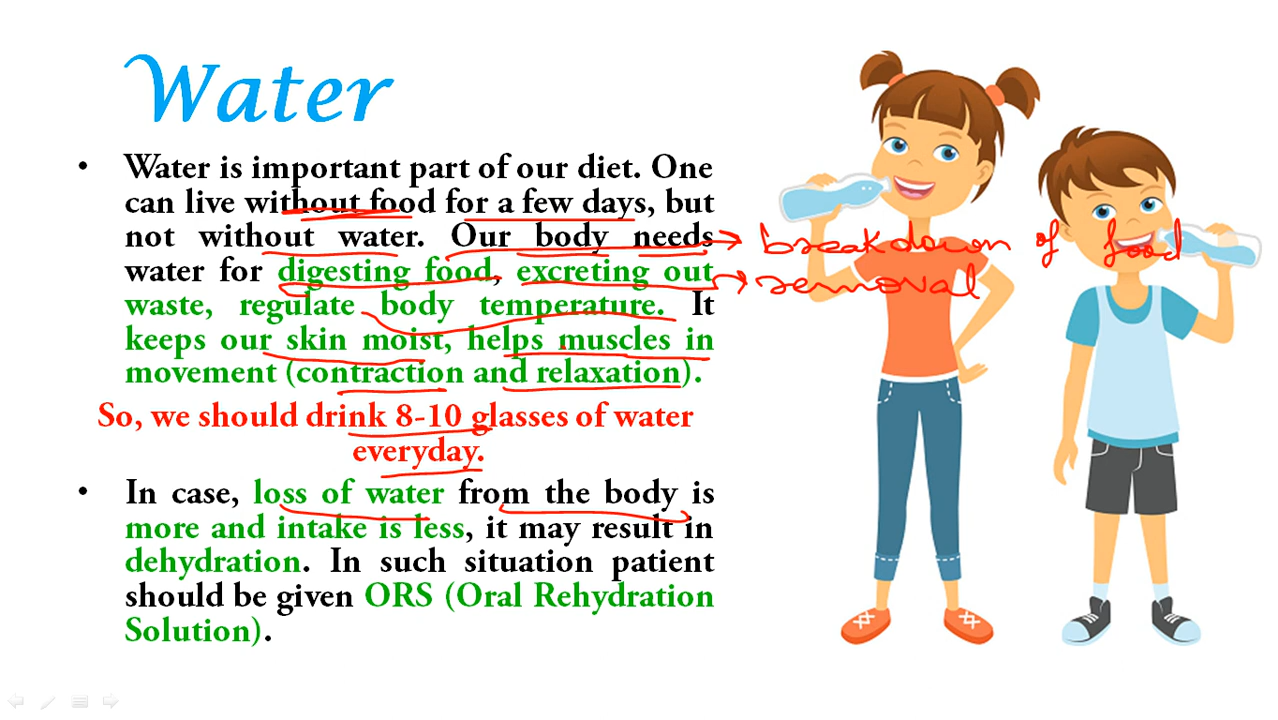 Water
• Water is important part of our diet. One
can live without food for a few days, but
not without water. Our body needs → breakdown of food
water for digesting food, excreting out → removal
waste, regulate body temperature. It
keeps our skin moist, helps muscles in
movement (contraction and relaxation).
So, we should drink 8-10 glasses of water
everyday.
• In case, loss of water from the body is
more and intake is less, it may result in
dehydration. In such situation patient
should be given ORS (Oral Rehydration
Solution).